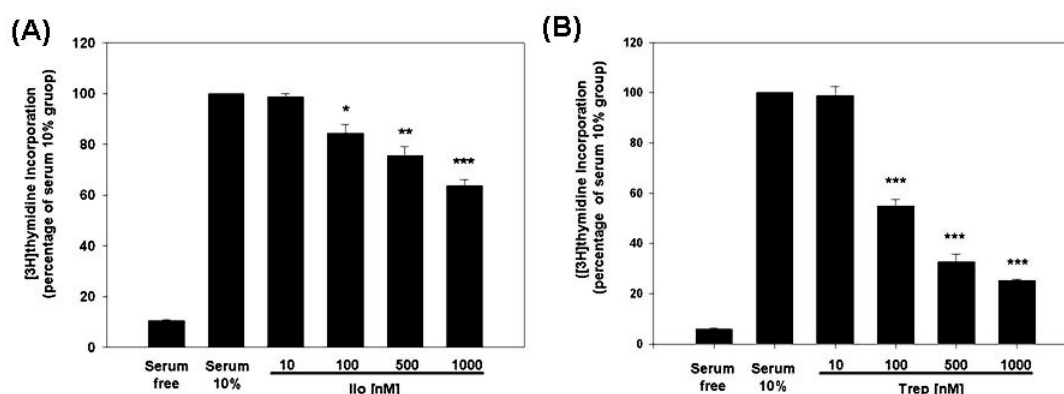 (A)
[3H]thymidine Incorporation
(percentage of serum 10% gruop)
120
100
80
60
40
20
0
*
**
***
Serum free
Serum 10%
10
100
500
1000
Ilo [nM]
(B)
([3H]thymidine Incorporation
(percentage of serum 10% group)
120
100
80
60
40
20
0
***
***
***
Serum free
Serum 10%
10
100
500
1000
Trep [nM]